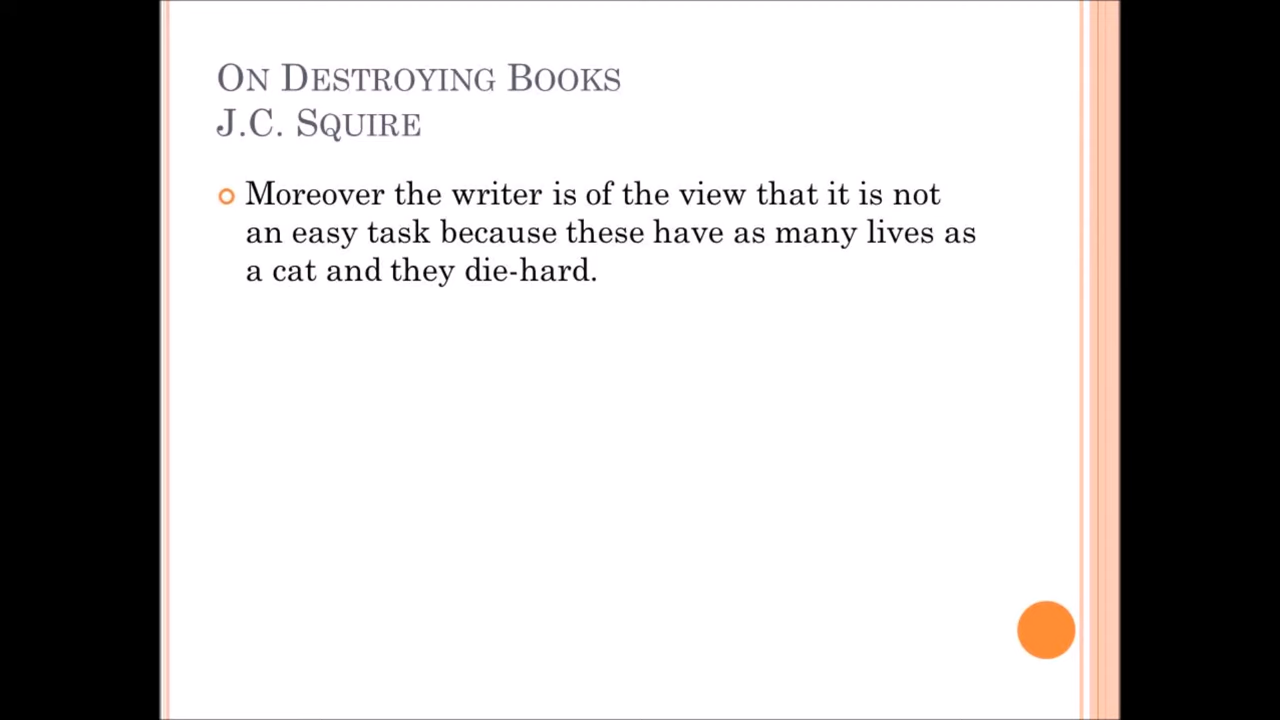 On Destroying Books
J.C. Squire
Moreover the writer is of the view that it is not
an easy task because these have as many lives as
a cat and they die-hard.